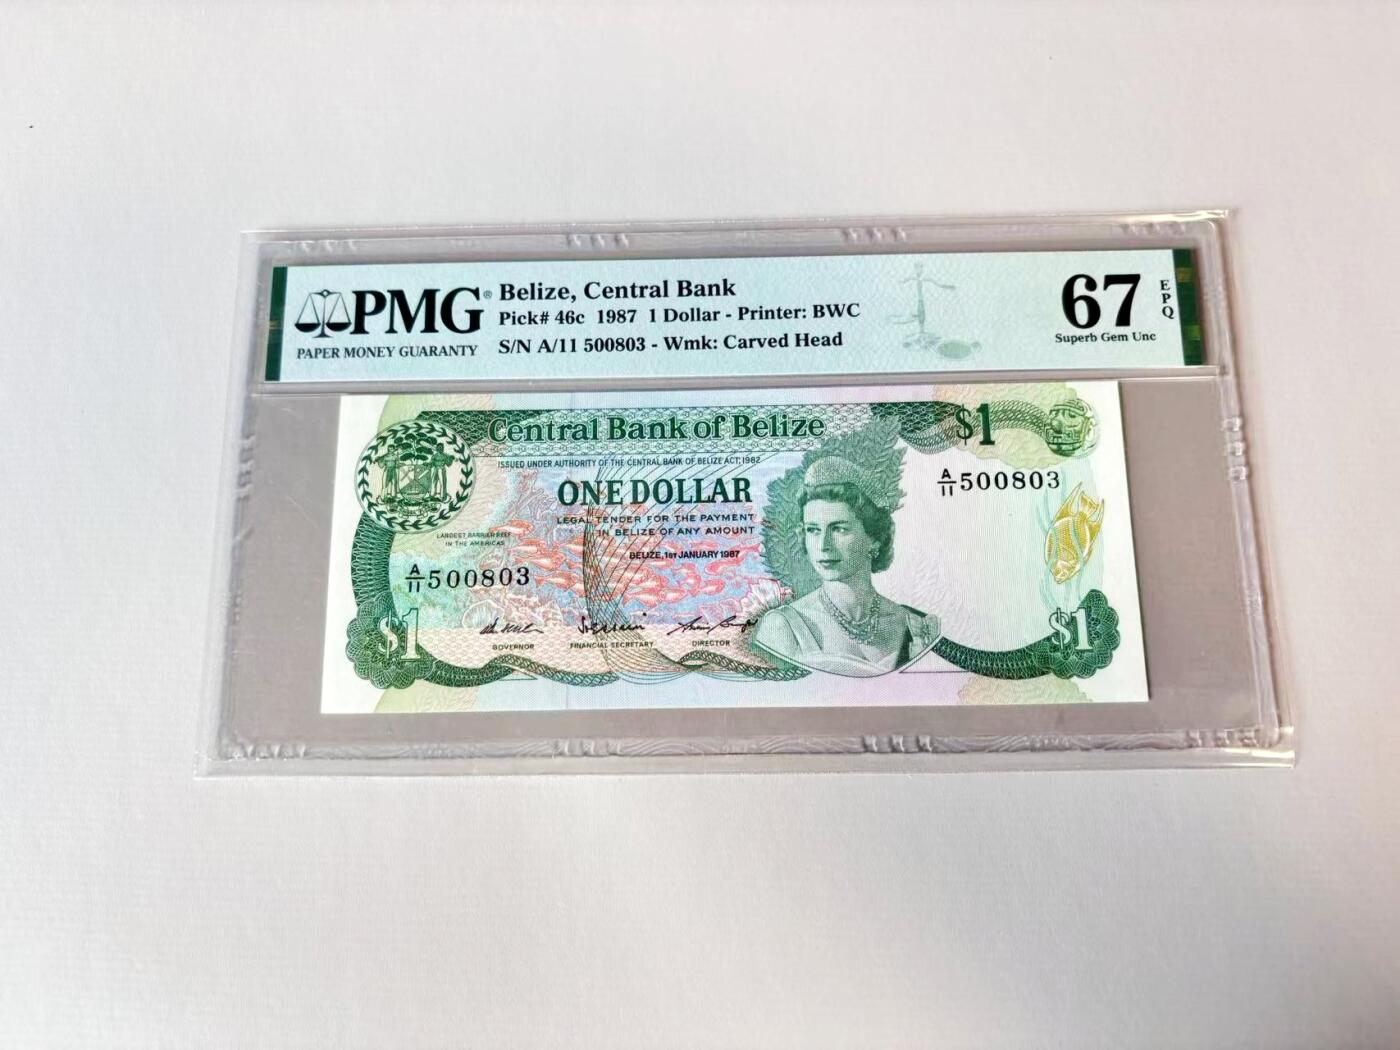 PMG®
PAPER MONEY GUARANTY
Belize, Central Bank
Pick# 46c 1987 1 Dollar - Printer: BWC
S/N A/11 500803 - Wmk: Carved Head
67
EPQ
Superb Gem Unc
Central Bank of Belize
$1
ISSUED UNDER AUTHORITY OF THE CENTRAL BANK OF BELIZE ACT, 1982
A/11 500803
ONE DOLLAR
LEGAL TENDER FOR THE PAYMENT
IN BELIZE OF ANY AMOUNT
LARGEST BARRIER REEF
IN THE AMERICAS
BELIZE, 1ST JANUARY 1987
A/11 500803
$1
GOVERNOR
FINANCIAL SECRETARY
DIRECTOR
$1